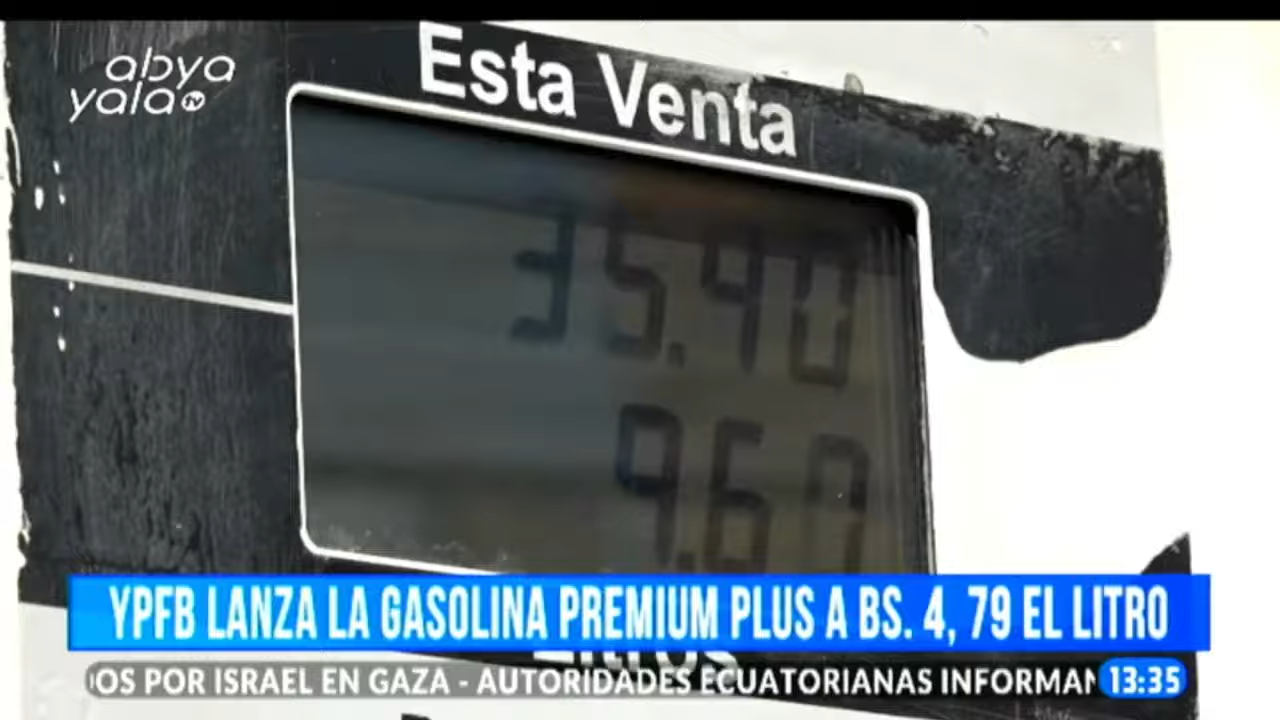 abya
yala tv
Esta Venta
35.40
9.60
YPFB LANZA LA GASOLINA PREMIUM PLUS A BS. 4, 79 EL LITRO
Litros
OS POR ISRAEL EN GAZA - AUTORIDADES ECUATORIANAS INFORMAN
13:35